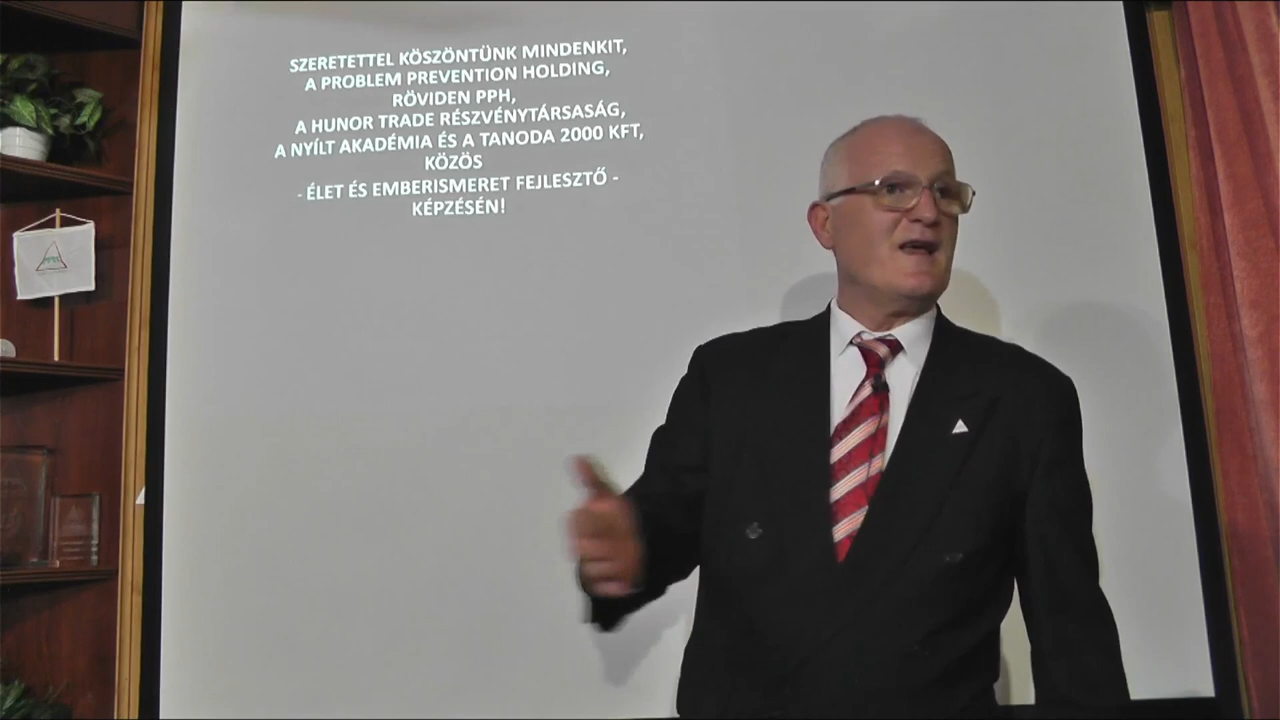 SZERETETTEL KÖSZÖNTÜNK MINDENKIT,
A PROBLEM PREVENTION HOLDING,
RÖVIDEN PPH,
A HUNOR TRADE RÉSZVÉNYTÁRSASÁG,
A NYÍLT AKADÉMIA ÉS A TANODA 2000 KFT,
KÖZÖS
- ÉLET ÉS EMBERISMERET FEJLESZTŐ -
KÉPZÉSÉN!